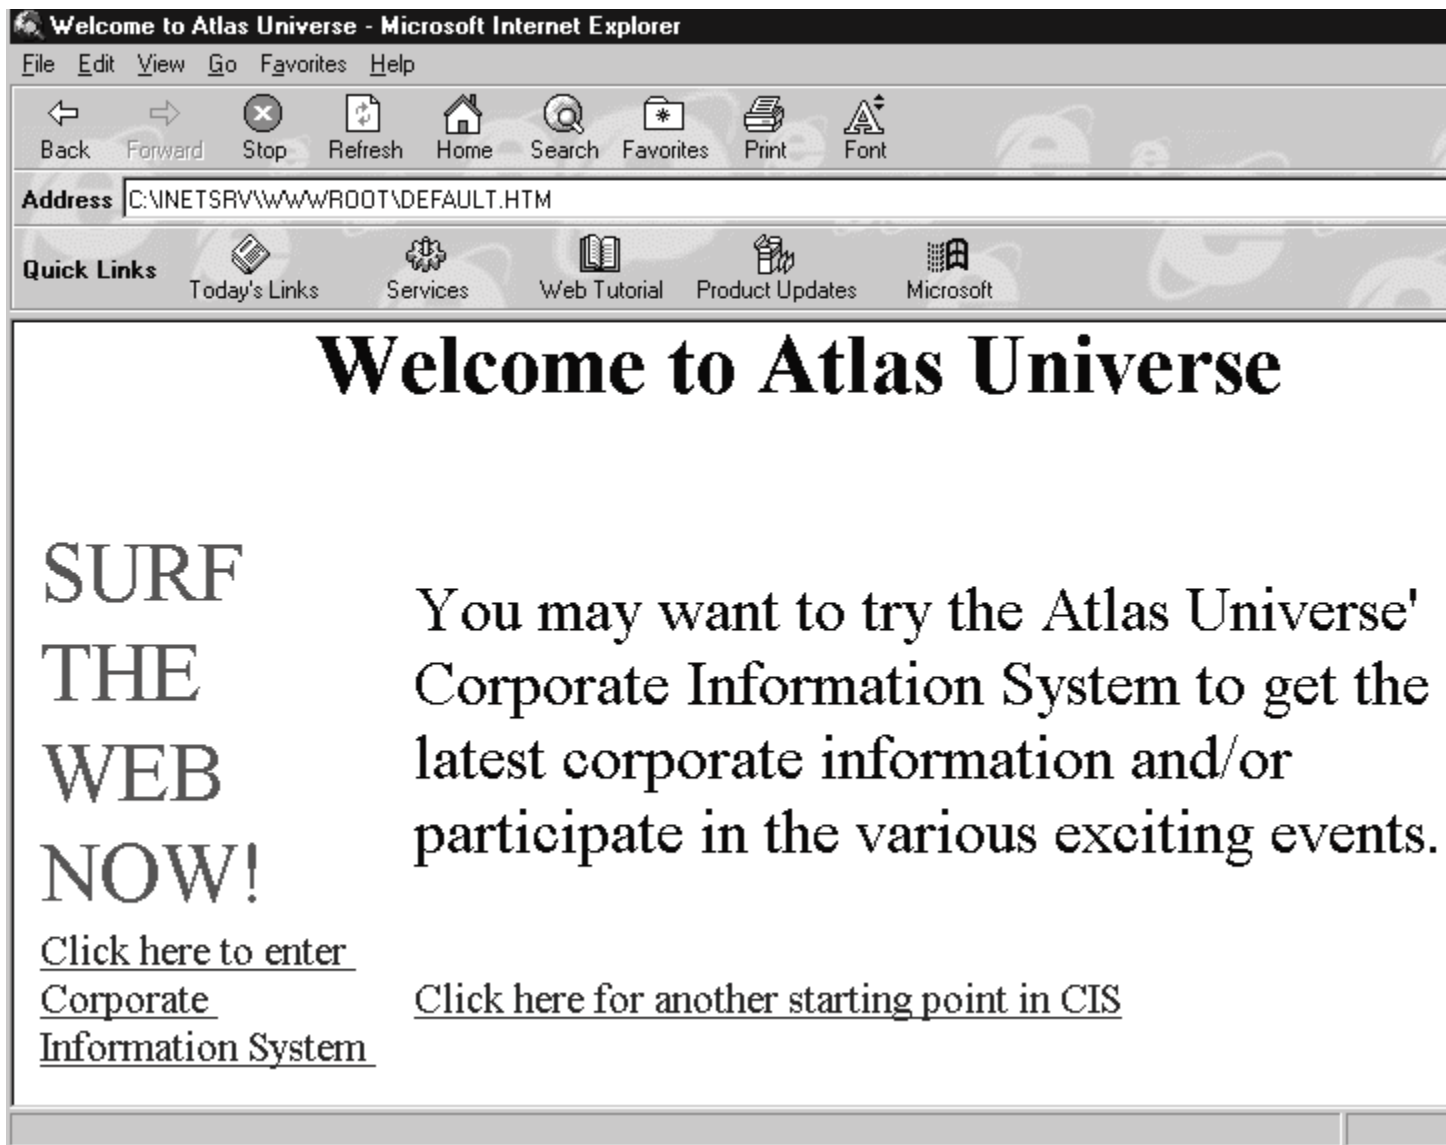 Welcome to Atlas Universe - Microsoft Internet Explorer
File Edit View Go Favorites Help
Back Forward Stop Refresh Home Search Favorites Print Font
Address C:\INETSRV\WWWROOT\DEFAULT.HTM
Quick Links Today's Links Services Web Tutorial Product Updates Microsoft
Welcome to Atlas Universe
SURF
THE
WEB
NOW!
You may want to try the Atlas Universe'
Corporate Information System to get the
latest corporate information and/or
participate in the various exciting events.
Click here to enter
Corporate
Information System
Click here for another starting point in CIS